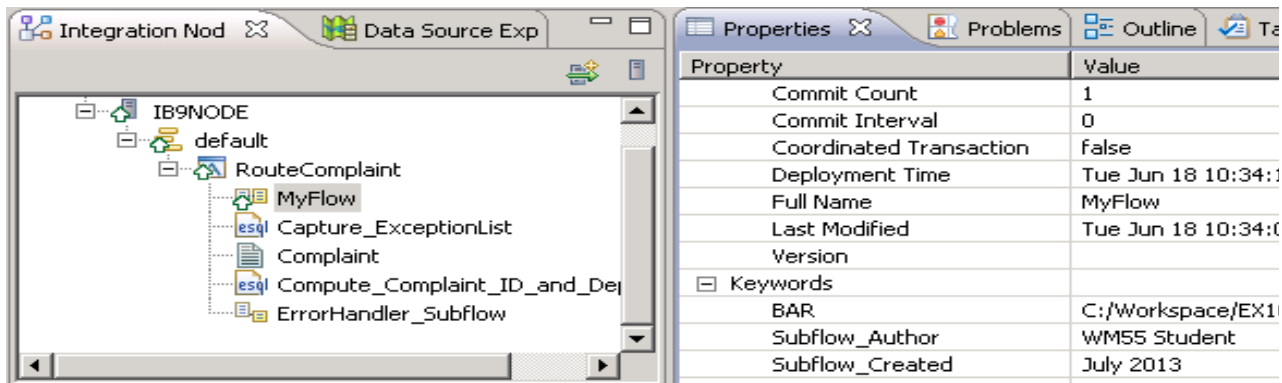 Integration Nod
Data Source Exp
IB9NODE
default
RouteComplaint
MyFlow
esql Capture_ExceptionList
Complaint
esql Compute_Complaint_ID_and_De
ErrorHandler_Subflow
Properties Problems Outline Ta
Property Value
Commit Count 1
Commit Interval 0
Coordinated Transaction false
Deployment Time Tue Jun 18 10:34:1
Full Name MyFlow
Last Modified Tue Jun 18 10:34:0
Version
Keywords
BAR C:/Workspace/EX1
Subflow_Author WM55 Student
Subflow_Created July 2013